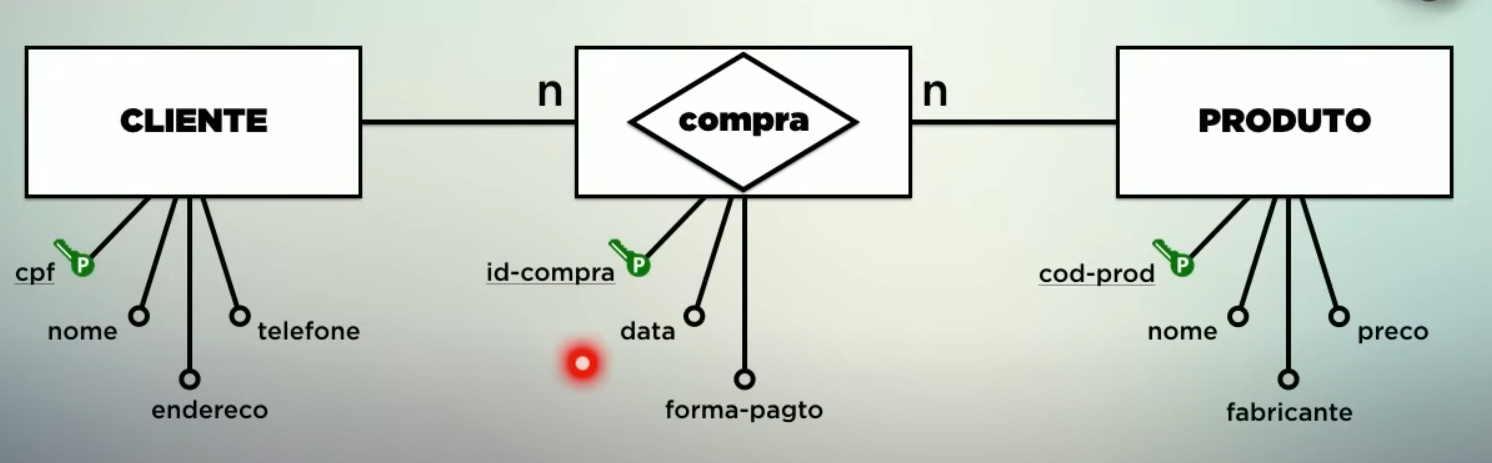 CLIENTE
n
compra
n
PRODUTO
cpf
P
nome
telefone
endereco
id-compra
P
data
forma-pagto
cod-prod
P
nome
preco
fabricante